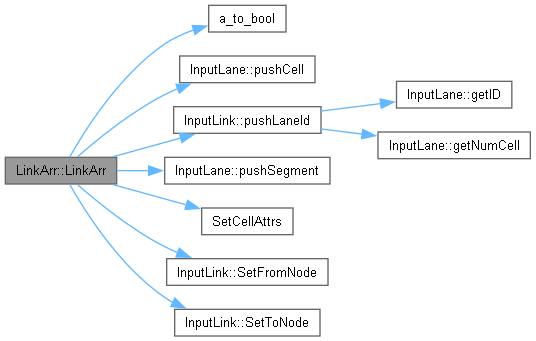 LinkArr::LinkArr
a_to_bool
InputLane::pushCell
InputLink::pushLaneId
InputLane::getID
InputLane::getNumCell
InputLane::pushSegment
SetCellAttrs
InputLink::SetFromNode
InputLink::SetToNode